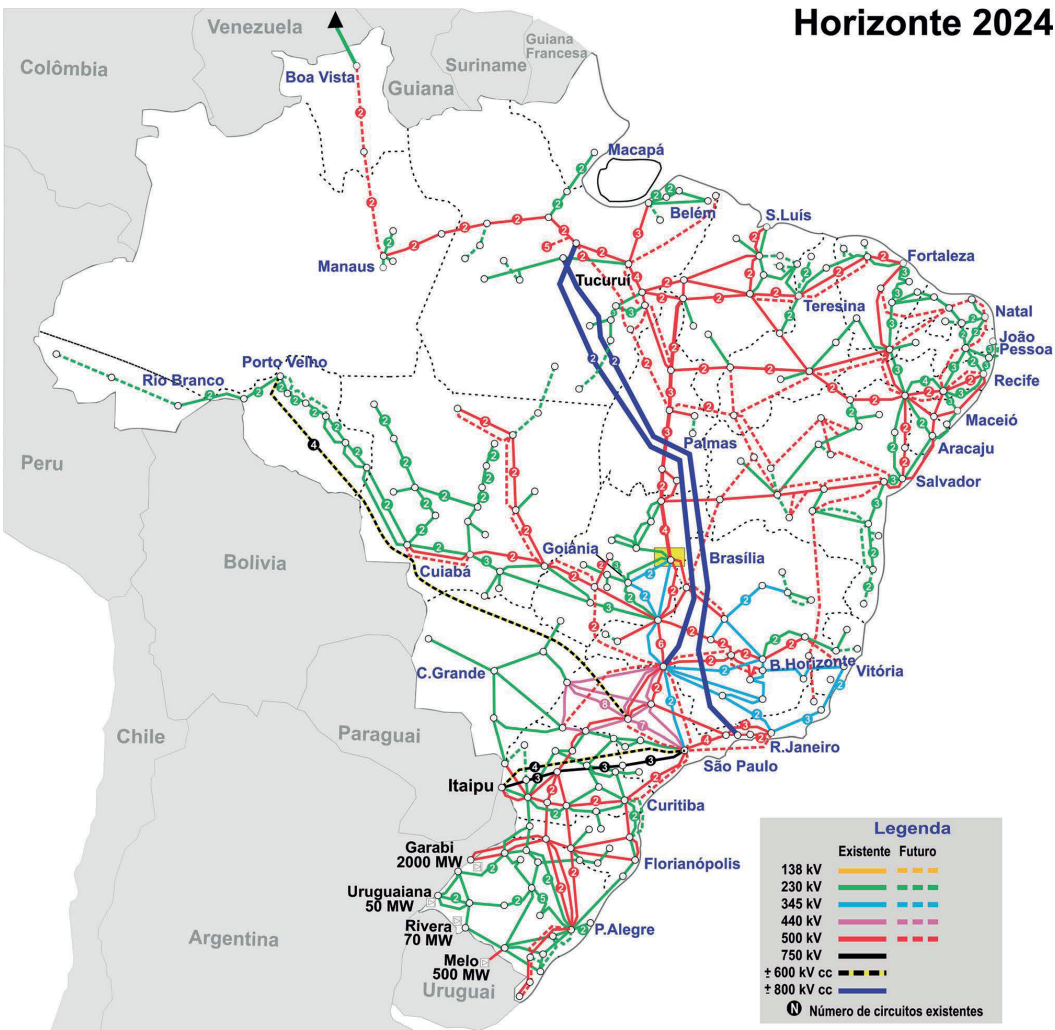 Horizonte 2024
Venezuela
Guiana
Francesa
Suriname
Colômbia
Boa Vista
Guiana
Macapá
Belém
S.Luís
Fortaleza
Manaus
Tucuruí
Teresina
Natal
João
Pessoa
Porto Velho
Rio Branco
Recife
Maceió
Palmas
Aracaju
Peru
Salvador
Bolivia
Goiânia
Brasília
Cuiabá
C.Grande
B.Horizonte
Vitória
Chile
Paraguai
R.Janeiro
São Paulo
Itaipu
Curitiba
Garabi
2000 MW
Florianópolis
Uruguaiana
50 MW
Rivera
70 MW
P.Alegre
Argentina
Melo
500 MW
Uruguai
Legenda
Existente Futuro
138 kV
230 kV
345 kV
440 kV
500 kV
750 kV
± 600 kV cc
± 800 kV cc
N Número de circuitos existentes